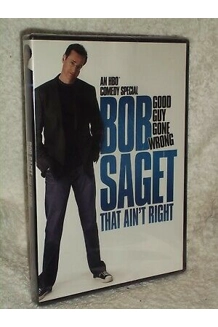 AN HBO
COMEDY SPECIAL
BOB
GOOD
GUY
GONE
WRONG
SAGET
THAT AIN'T RIGHT